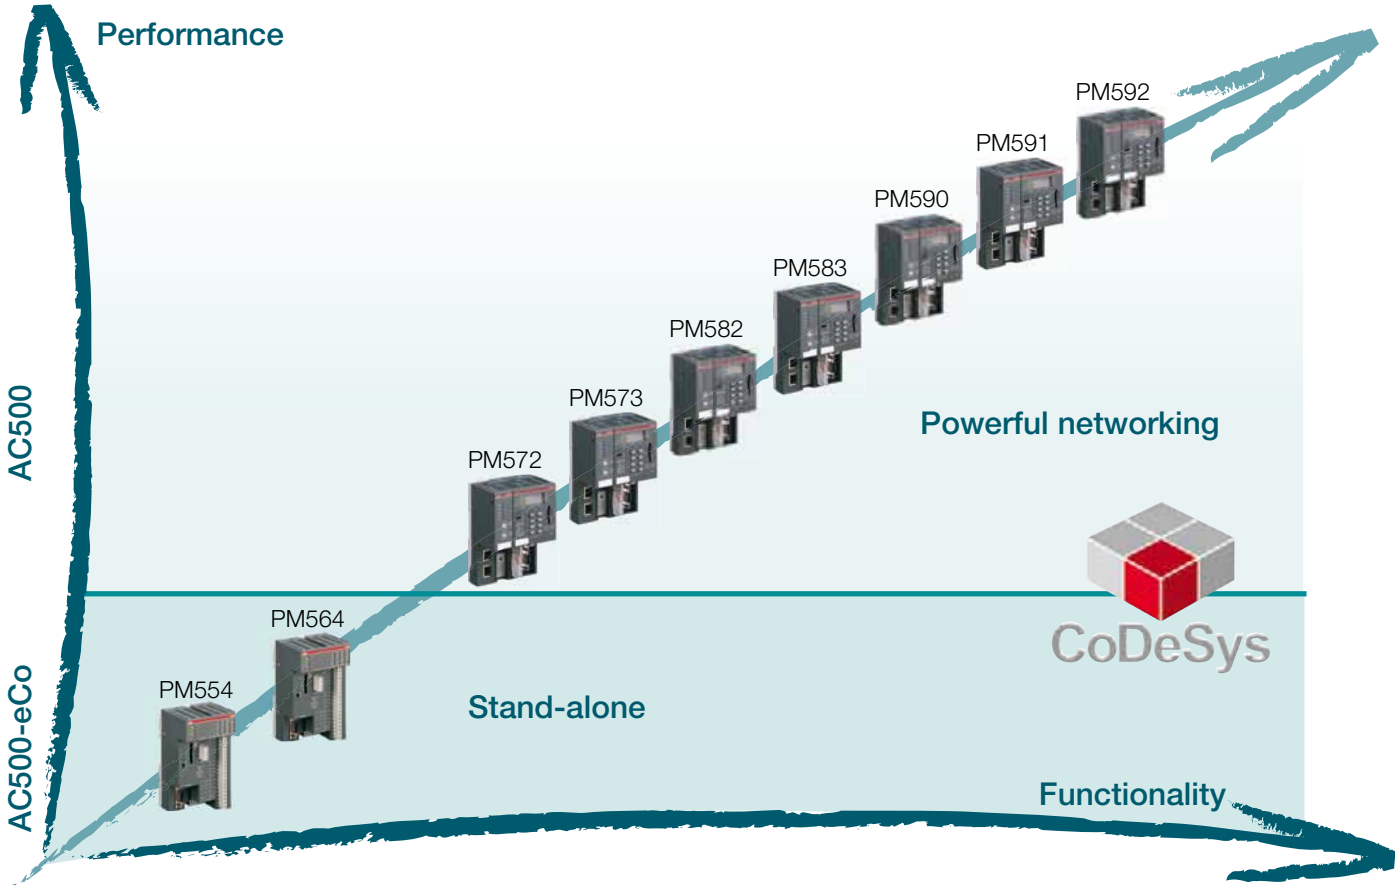 Performance
PM592
PM591
PM590
PM583
PM582
PM573
PM572
AC500
Powerful networking
CoDeSys
PM564
PM554
AC500-eCo
Stand-alone
Functionality